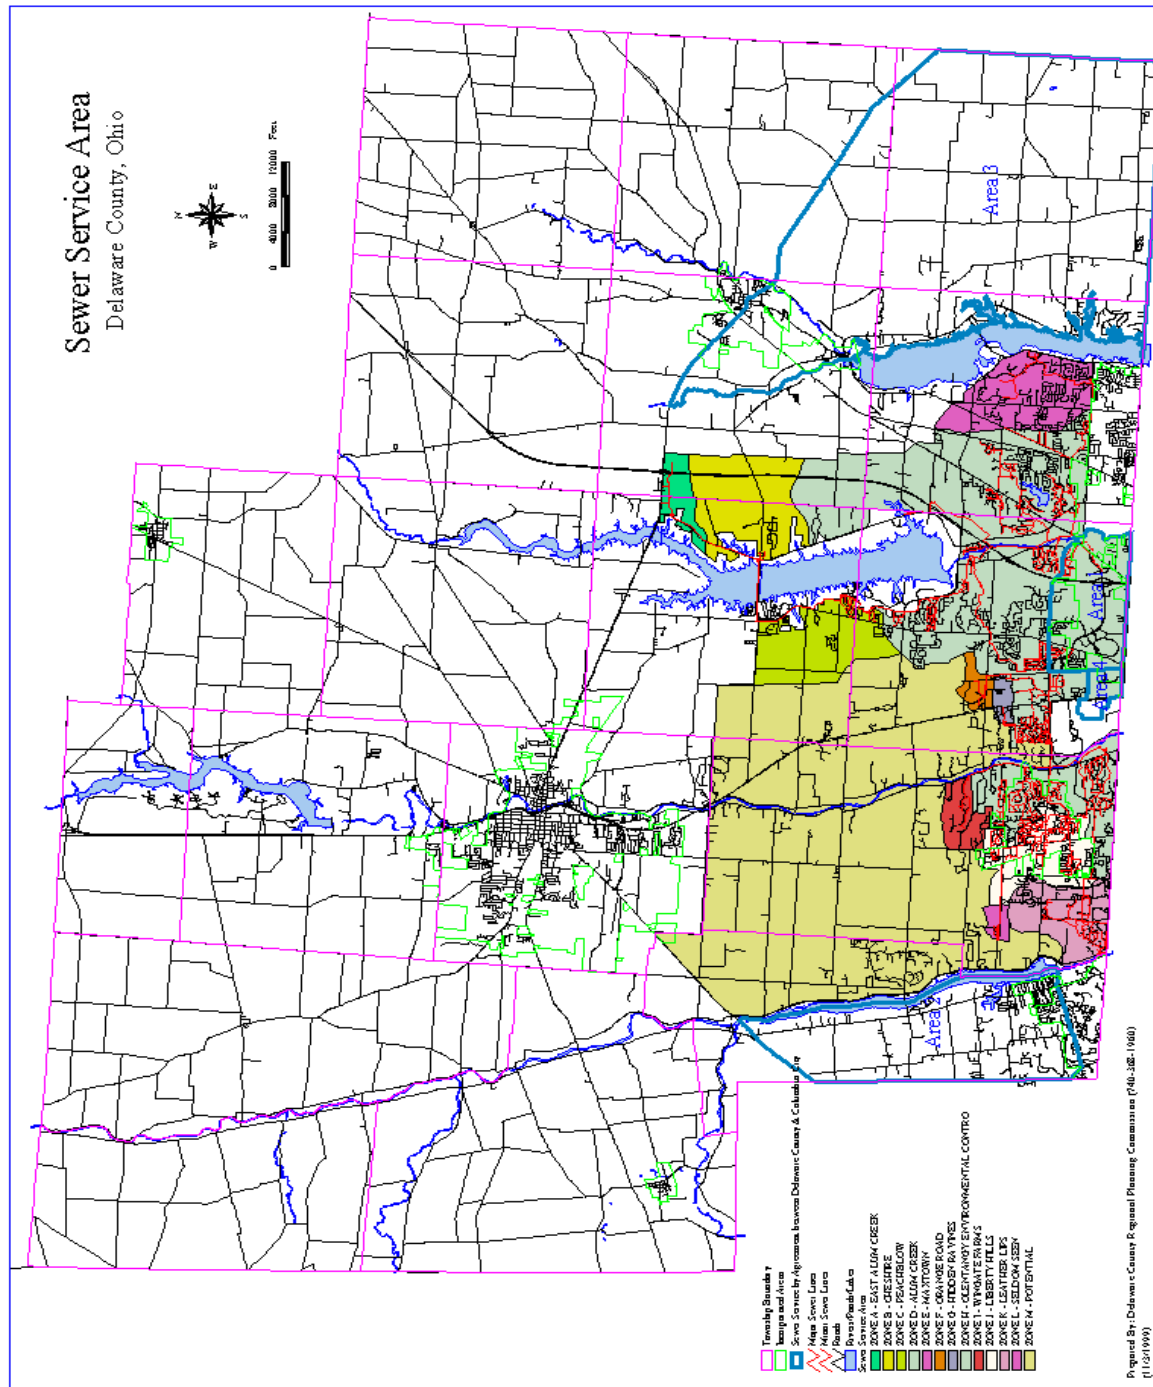 Sewer Service Area
Delaware County, Ohio
N
W
E
S
0 4000 8000 12000 Feet
Area 3
Area 1
Area 4
Area 2
Township Boundary
Incorporated Areas
Sewer Service by Agreement between Delaware County & Columbus City
Major Sewer Lines
Minor Sewer Lines
Roads
Rivers/Ponds/Lakes
Sewer Service Area
ZONE A - EAST ALUM CREEK
ZONE B - CHESHIRE
ZONE C - PEACHBLOW
ZONE D - ALUM CREEK
ZONE E - MAXTOWN
ZONE F - ORANGE ROAD
ZONE G - HIDDEN RAVINES
ZONE H - OLENTANGY ENVIRONMENTAL CONTRO
ZONE I - WINGATE FARMS
ZONE J - LIBERTY HILLS
ZONE K - LEATHER LIPS
ZONE L - SELDOM SEEN
ZONE M - POTENTIAL
Prepared By: Delaware County Regional Planning Commission
(11/3/1999)